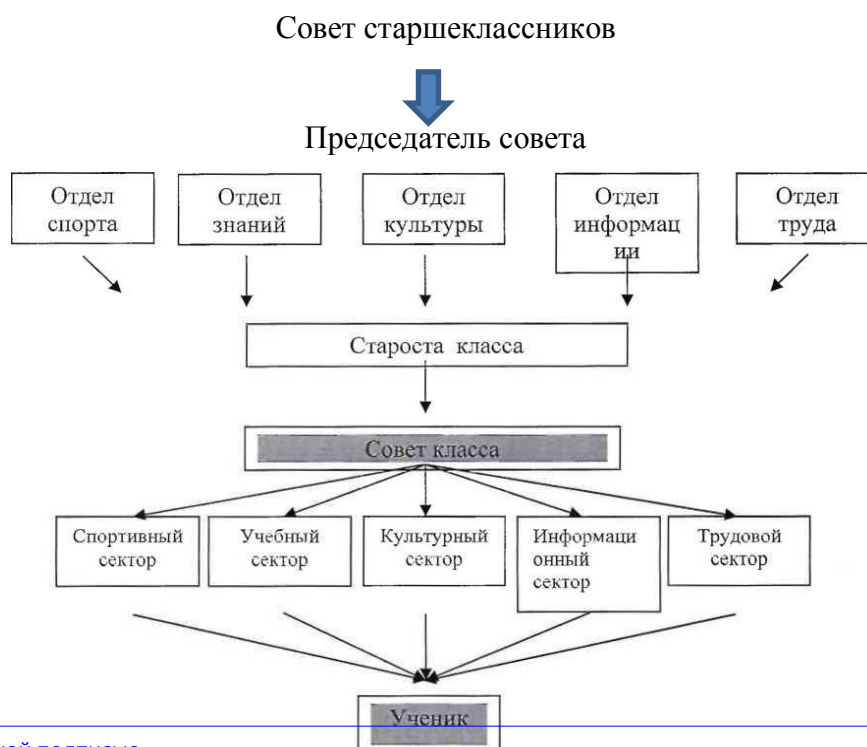 Совет старшеклассников
Председатель совета
Отдел
спорта
Отдел
знаний
Отдел
культуры
Отдел
информац
ии
Отдел
труда
Староста класса
Совет класса
Спортивный
сектор
Учебный
сектор
Культурный
сектор
Информаци
онный
сектор
Трудовой
сектор
Ученик